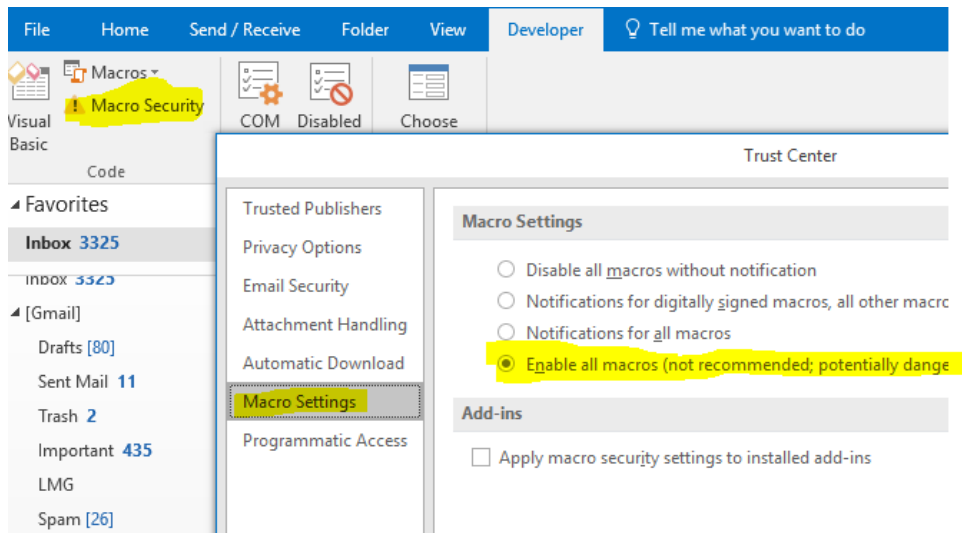 File Home Send / Receive Folder View Developer Tell me what you want to do
Macros
Macro Security
Visual
Basic
COM Disabled Choose
Code
Favorites
Inbox 3325
Inbox 3325
[Gmail]
Drafts [80]
Sent Mail 11
Trash 2
Important 435
LMG
Spam [26]
Trust Center
Trusted Publishers
Privacy Options
Email Security
Attachment Handling
Automatic Download
Macro Settings
Programmatic Access
Macro Settings
Disable all macros without notification
Notifications for digitally signed macros, all other macro
Notifications for all macros
Enable all macros (not recommended; potentially dange
Add-ins
Apply macro security settings to installed add-ins